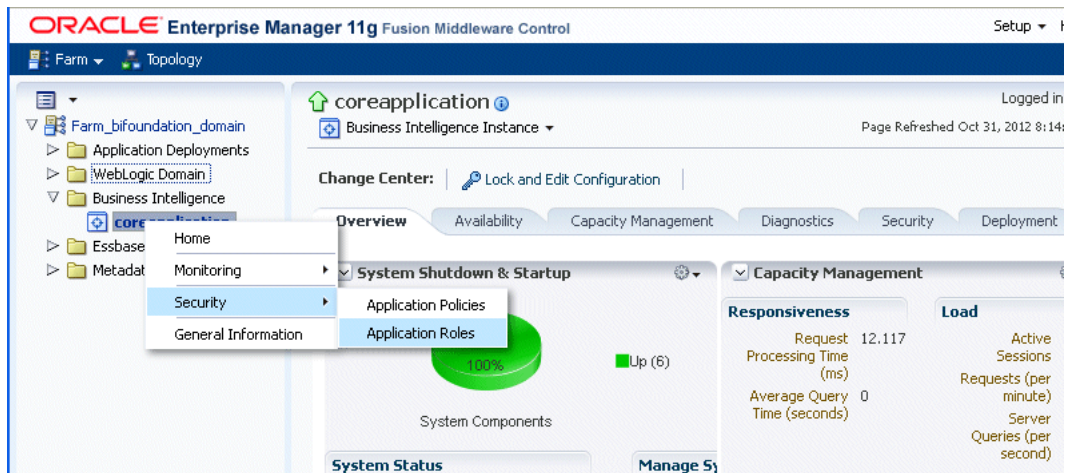 ORACLE Enterprise Manager 11g Fusion Middleware Control
Setup
Farm Topology
Farm_bifoundation_domain
Application Deployments
WebLogic Domain
Business Intelligence
coreapplication
Essbase
Home
Monitoring
Security
General Information
Application Policies
Application Roles
coreapplication
Logged in
Business Intelligence Instance
Page Refreshed Oct 31, 2012 8:14:
Change Center: Lock and Edit Configuration
Overview Availability Capacity Management Diagnostics Security Deployment
System Shutdown & Startup
100%
Up (6)
System Components
System Status
Manage
Capacity Management
Responsiveness
Request Processing Time (ms) 12.117
Average Query Time (seconds) 0
Load
Active Sessions
Requests (per minute)
Server Queries (per second)